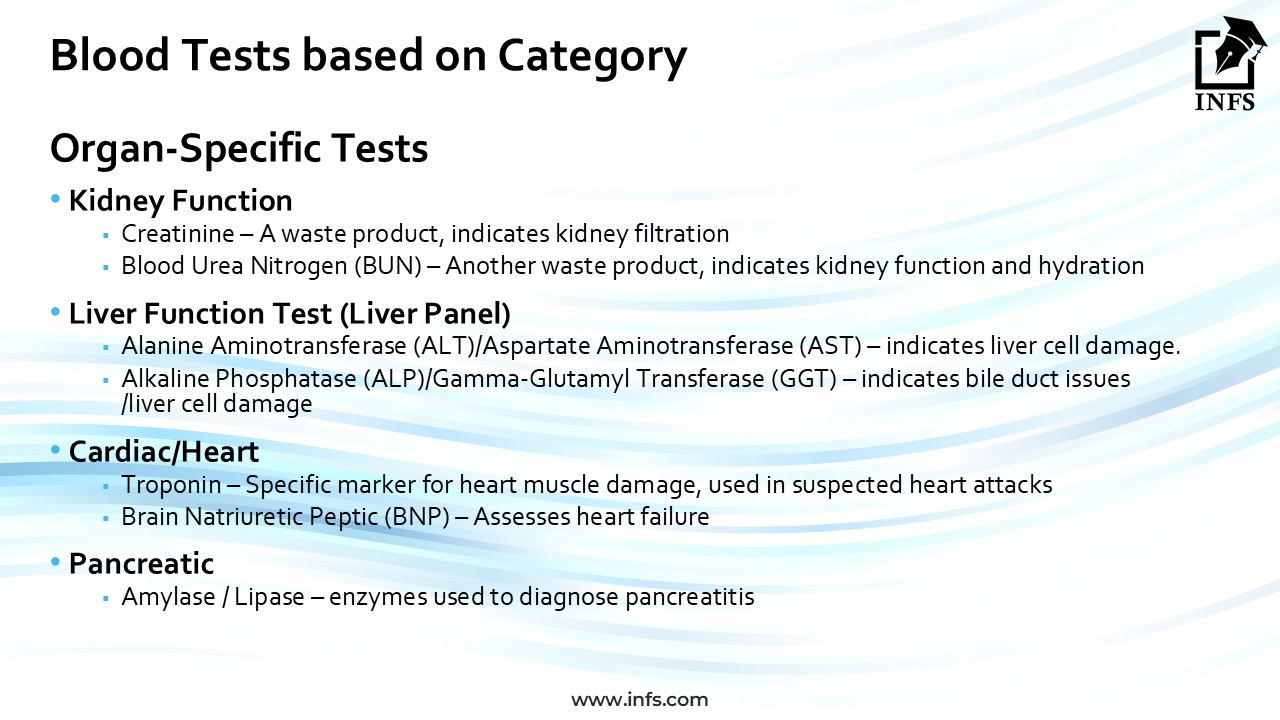 Blood Tests based on Category
INFS
Organ-Specific Tests
• Kidney Function
▪ Creatinine – A waste product, indicates kidney filtration
▪ Blood Urea Nitrogen (BUN) – Another waste product, indicates kidney function and hydration
• Liver Function Test (Liver Panel)
▪ Alanine Aminotransferase (ALT)/Aspartate Aminotransferase (AST) – indicates liver cell damage.
▪ Alkaline Phosphatase (ALP)/Gamma-Glutamyl Transferase (GGT) – indicates bile duct issues
/liver cell damage
• Cardiac/Heart
▪ Troponin – Specific marker for heart muscle damage, used in suspected heart attacks
▪ Brain Natriuretic Peptic (BNP) – Assesses heart failure
• Pancreatic
▪ Amylase / Lipase – enzymes used to diagnose pancreatitis
www.infs.com